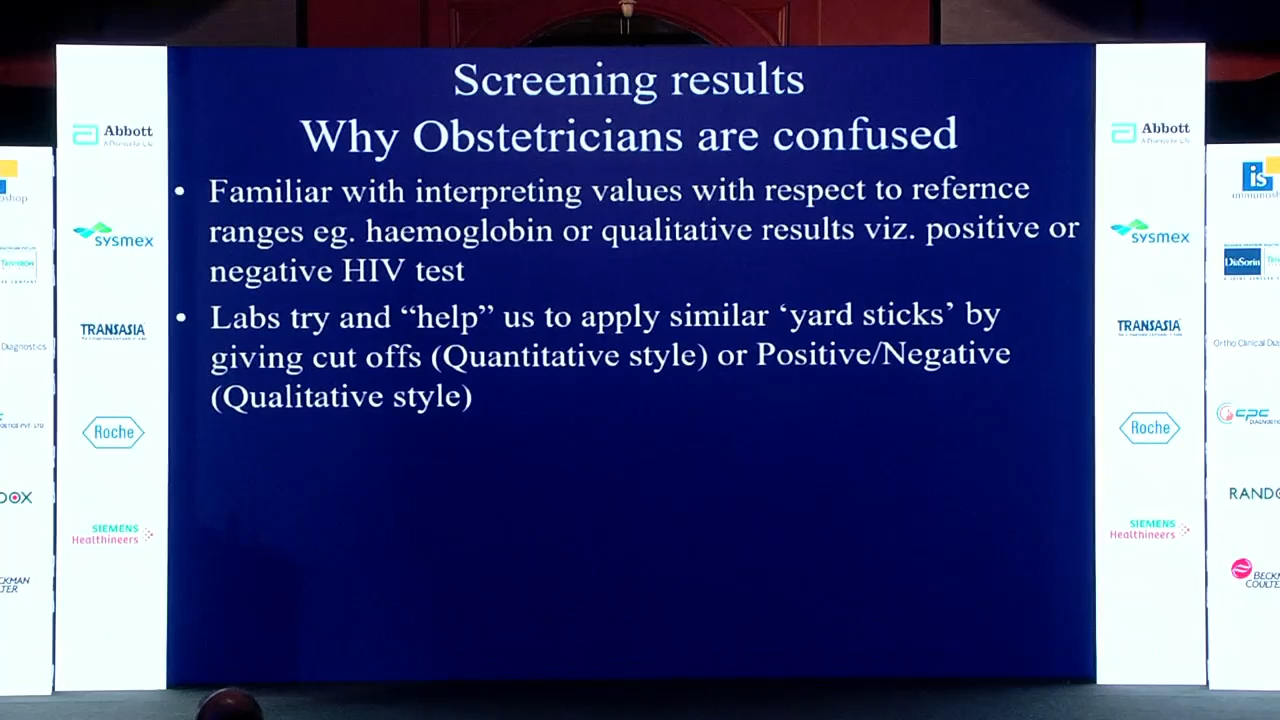 Screening results
Why Obstetricians are confused
• Familiar with interpreting values with respect to refernce
ranges eg. haemoglobin or qualitative results viz. positive or
negative HIV test
• Labs try and “help” us to apply similar ‘yard sticks’ by
giving cut offs (Quantitative style) or Positive/Negative
(Qualitative style)
Abbott
sysmex
TRANSASIA
Roche
SIEMENS
Healthineers
Diagnostics
Abbott
sysmex
TRANSASIA
Roche
SIEMENS
Healthineers
is
DiaSorin
Ortho Clinical
cpc